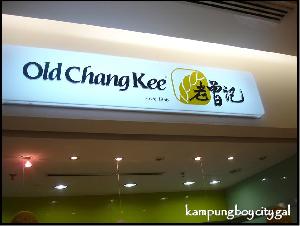 Old Chang Kee 老曾记
kampungboycitygal